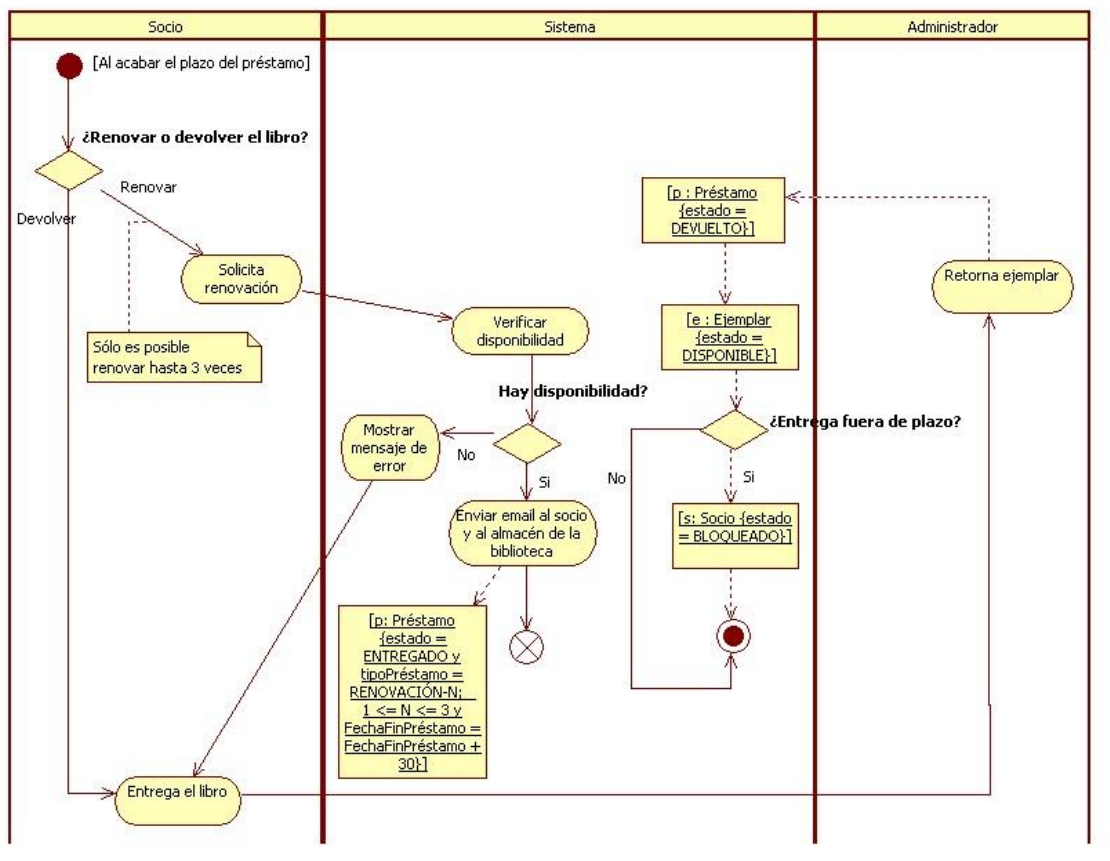 Socio
Sistema
Administrador
[Al acabar el plazo del préstamo]
¿Renovar o devolver el libro?
Renovar
Devolver
Solicita
renovación
Sólo es posible
renovar hasta 3 veces
Verificar
disponibilidad
Hay disponibilidad?
No
Mostrar
mensaje de
error
Si
Enviar email al socio
y al almacén de la
biblioteca
[p: Préstamo
{estado =
ENTREGADO y
tipoPréstamo =
RENOVACIÓN-N;
1 <= N <= 3 y
FechaFinPréstamo =
FechaFinPréstamo +
30}]
Entrega el libro
Retorna ejemplar
[p : Préstamo
{estado =
DEVUELTO}]
[e : Ejemplar
{estado =
DISPONIBLE}]
¿Entrega fuera de plazo?
No
Si
[s: Socio {estado
= BLOQUEADO}]